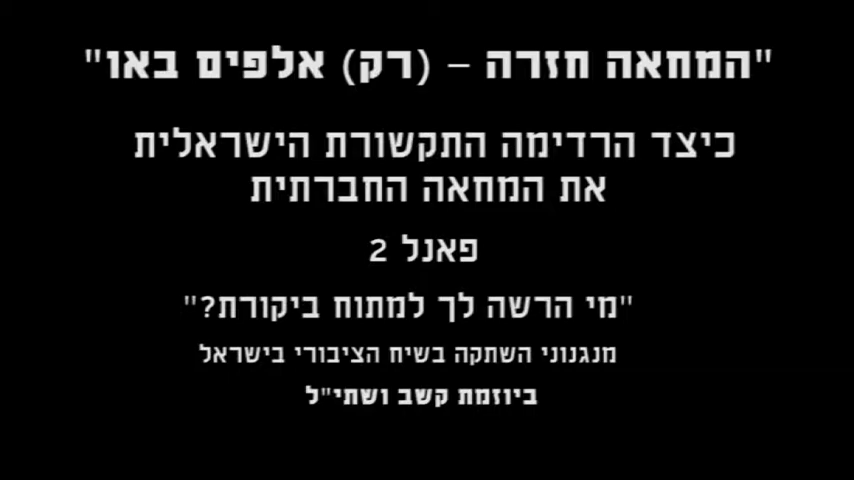 "המחאה חזרה – (רק) אלפים באו"
כיצד הרדימה התקשורת הישראלית
את המחאה החברתית
פאנל 2
"מי הרשה לך למתוח ביקורת?"
מנגנוני השתקה בשיח הציבורי בישראל
ביוזמת קשב ושתי"ל